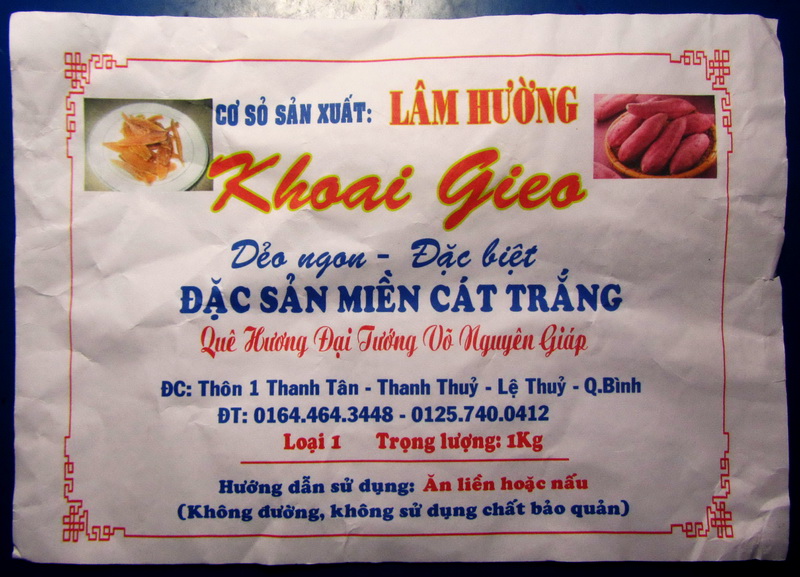 CƠ SỎ SẢN XUẤT: LÂM HƯỜNG
Khoai Gieo
Dẻo ngon - Đặc biệt
ĐẶC SẢN MIỀN CÁT TRẮNG
Quê Hương Đại Tướng Võ Nguyên Giáp
ĐC: Thôn 1 Thanh Tân - Thanh Thuỷ - Lệ Thuỷ - Q.Bình
ĐT: 0164.464.3448 - 0125.740.0412
Loại 1 Trọng lượng: 1Kg
Hướng dẫn sử dụng: Ăn liền hoặc nấu
(Không đường, không sử dụng chất bảo quản)